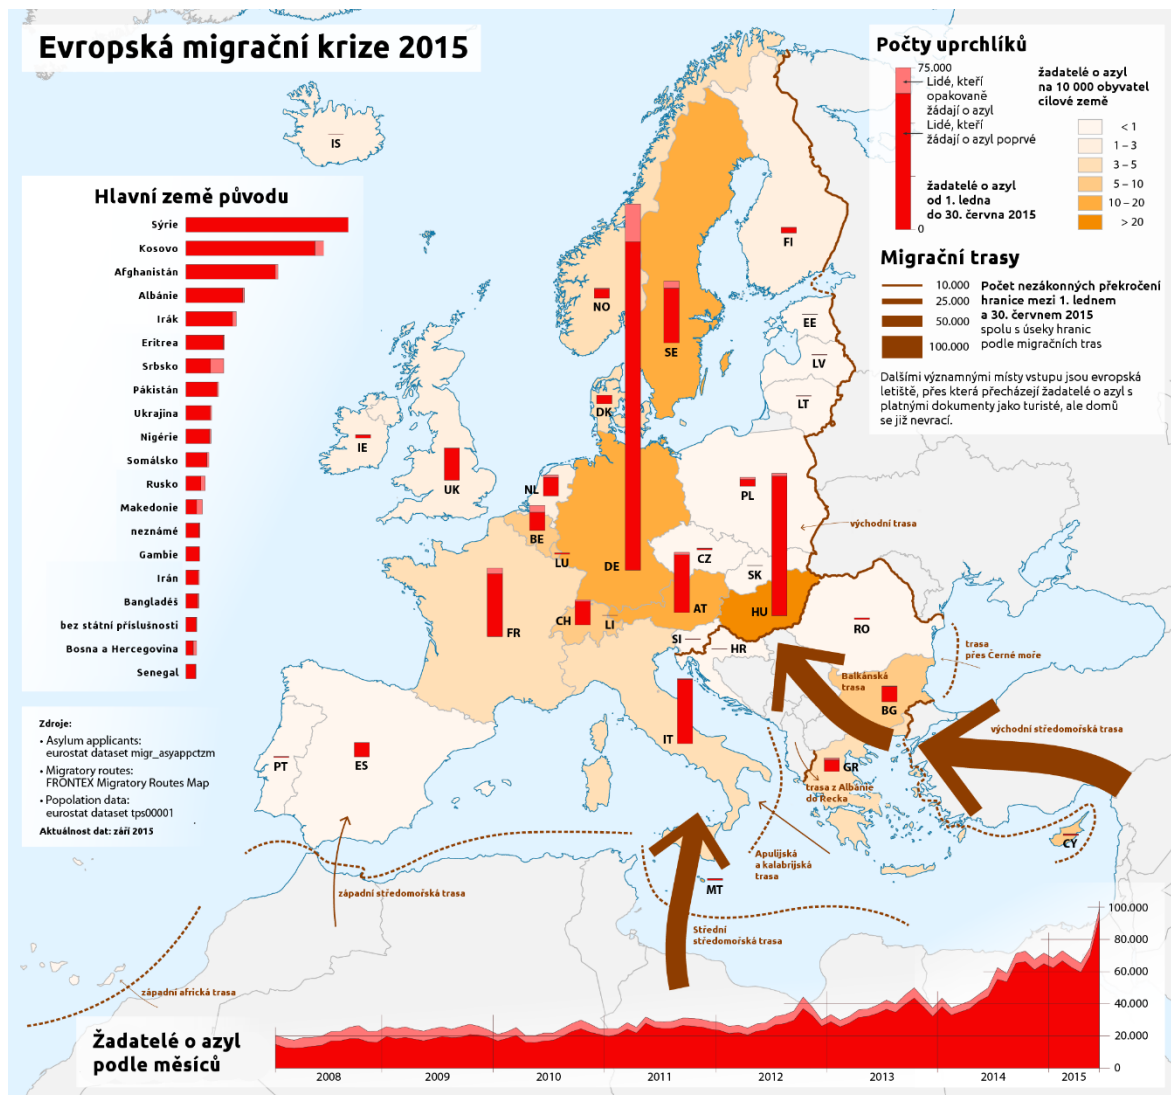 Evropská migrační krize 2015
Počty uprchlíků
75.000
Lidé, kteří
opakovaně
žádají o azyl
Lidé, kteří
žádají o azyl poprvé
žadatelé o azyl
od 1. ledna
do 30. června 2015
0
žadatelé o azyl
na 10 000 obyvatel
cílové země
< 1
1 – 3
3 – 5
5 – 10
10 – 20
> 20
Migrační trasy
10.000
25.000
50.000
100.000
Počet nezákonných překročení
hranice mezi 1. lednem
a 30. červnem 2015
spolu s úseky hranic
podle migračních tras
Dalšími významnými místy vstupu jsou evropská
letiště, přes která přecházejí žadatelé o azyl s
platnými dokumenty jako turisté, ale domů
se již nevrací.
Hlavní země původu
Sýrie
Kosovo
Afghanistán
Albánie
Irák
Eritrea
Srbsko
Pákistán
Ukrajina
Nigérie
Somálsko
Rusko
Makedonie
neznámé
Gambie
Irán
Bangladéš
bez státní příslušnosti
Bosna a Hercegovina
Senegal
Zdroje:
• Asylum applicants:
eurostat dataset migr_asyappctzm
• Migratory routes:
FRONTEX Migratory Routes Map
• Popolation data:
eurostat dataset tps00001
Aktuálnost dat: září 2015
IS
NO
SE
FI
EE
LV
LT
DK
IE
UK
NL
BE
LU
DE
PL
CZ
SK
AT
HU
CH
LI
FR
SI
HR
RO
BG
IT
GR
PT
ES
MT
CY
východní trasa
trasa
přes Černé moře
Balkánská
trasa
východní středomořská trasa
trasa z Albánie
do Řecka
Apulijská
a kalabrijská
trasa
Střední
středomořská trasa
západní středomořská trasa
západní africká trasa
Žadatelé o azyl
podle měsíců
100.000
80.000
60.000
40.000
20.000
0
2008
2009
2010
2011
2012
2013
2014
2015